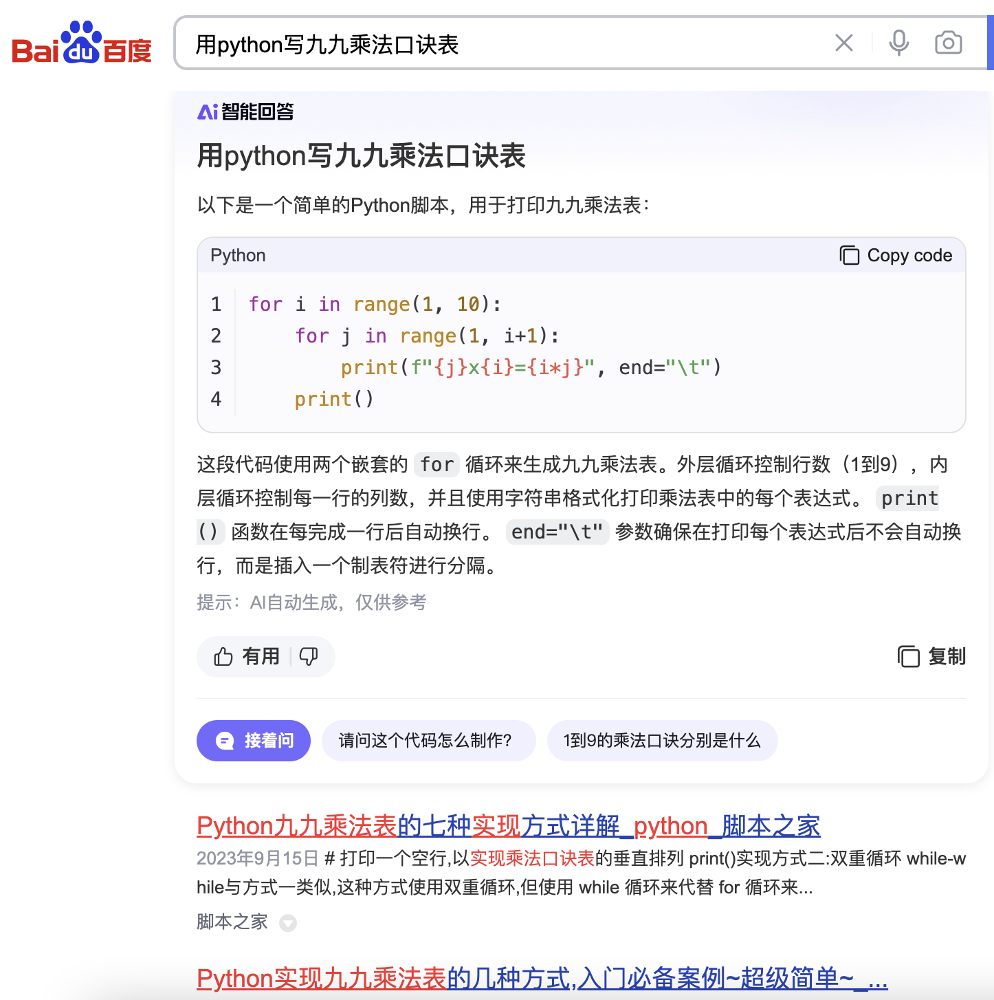 Bai du 百度
用python写九九乘法口诀表
Ai 智能回答
用python写九九乘法口诀表
以下是一个简单的Python脚本，用于打印九九乘法表：
Python Copy code
1 for i in range(1, 10):
2     for j in range(1, i+1):
3         print(f"{j}x{i}={i*j}", end="\t")
4     print()
这段代码使用两个嵌套的 for 循环来生成九九乘法表。外层循环控制行数（1到9），内
层循环控制每一行的列数，并且使用字符串格式化打印乘法表中的每个表达式。 print
() 函数在每完成一行后自动换行。 end="\t" 参数确保在打印每个表达式后不会自动换
行，而是插入一个制表符进行分隔。
提示：AI自动生成，仅供参考
有用 复制
接着问 请问这个代码怎么制作? 1到9的乘法口诀分别是什么
Python九九乘法表的七种实现方式详解_python_脚本之家
2023年9月15日 # 打印一个空行,以实现乘法口诀表的垂直排列 print()实现方式二:双重循环 while-w
hile与方式一类似,这种方式使用双重循环,但使用 while 循环来代替 for 循环来...
脚本之家
Python实现九九乘法表的几种方式,入门必备案例~超级简单~_...